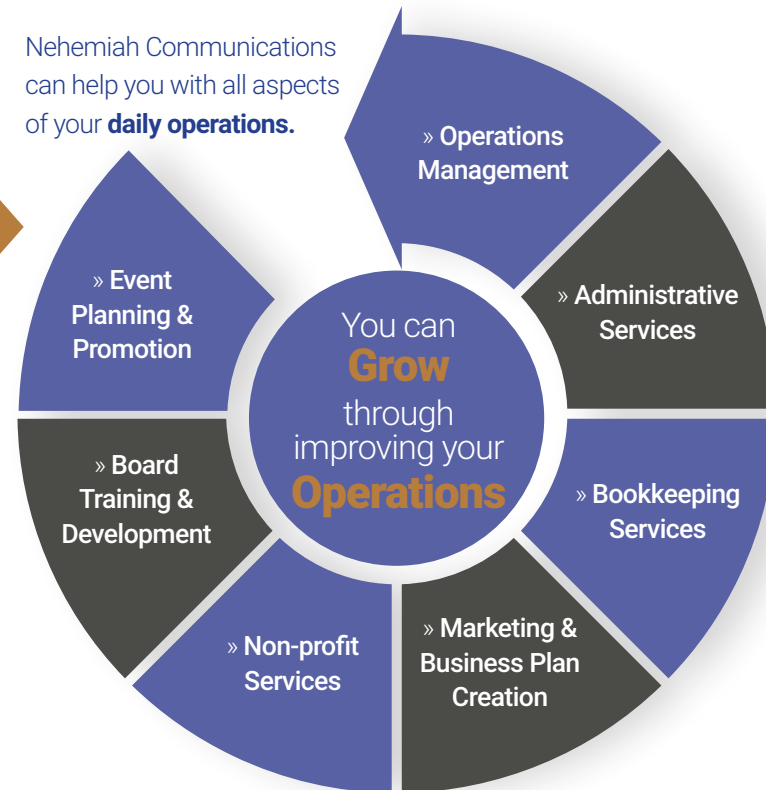 Nehemiah Communications
can help you with all aspects
of your daily operations.
» Operations
Management
» Administrative
Services
» Bookkeeping
Services
» Marketing &
Business Plan
Creation
» Non-profit
Services
» Board
Training &
Development
» Event
Planning &
Promotion
You can
Grow
through
improving your
Operations